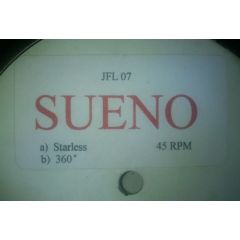 JFL 07
SUENO
a) Starless 45 RPM
b) 360°